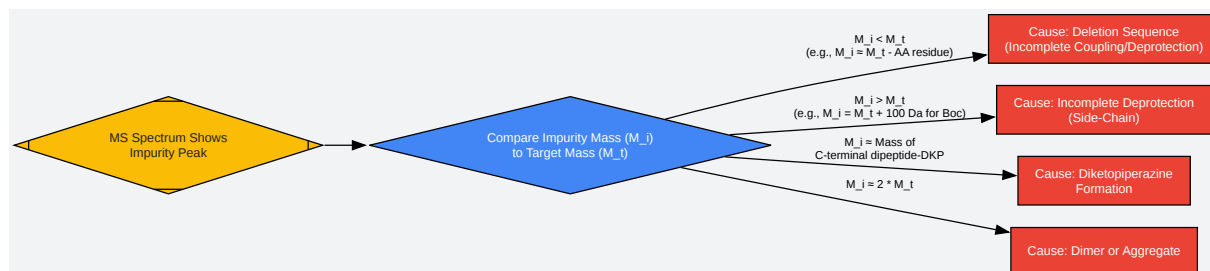 MS Spectrum Shows
Impurity Peak
Compare Impurity Mass (M_i)
to Target Mass (M_t)
M_i < M_t
(e.g., M_i ≈ M_t - AA residue)
Cause: Deletion Sequence
(Incomplete Coupling/Deprotection)
M_i > M_t
(e.g., M_i = M_t + 100 Da for Boc)
Cause: Incomplete Deprotection
(Side-Chain)
M_i ≈ Mass of
C-terminal dipeptide-DKP
Cause: Diketopiperazine
Formation
M_i ≈ 2 * M_t
Cause: Dimer or Aggregate